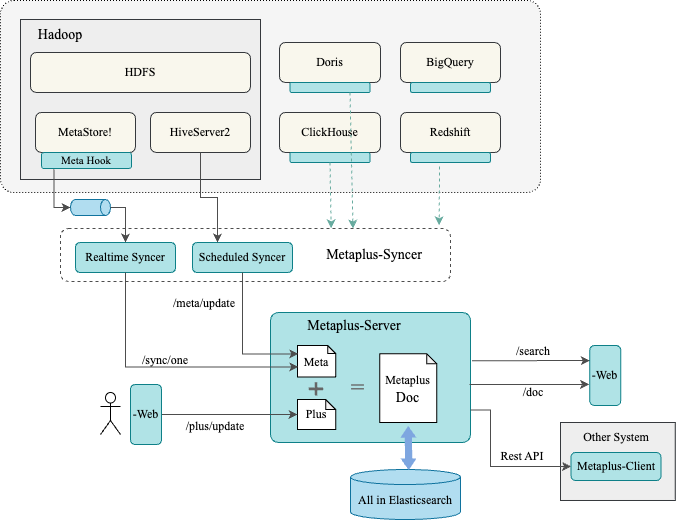 Hadoop
HDFS
Doris
BigQuery
MetaStore!
HiveServer2
ClickHouse
Redshift
Meta Hook
Realtime Syncer
Scheduled Syncer
Metaplus-Syncer
/meta/update
Metaplus-Server
/sync/one
Meta
+
=
Metaplus
Doc
Plus
/search
-Web
/doc
-Web
/plus/update
Other System
Rest API
Metaplus-Client
All in Elasticsearch